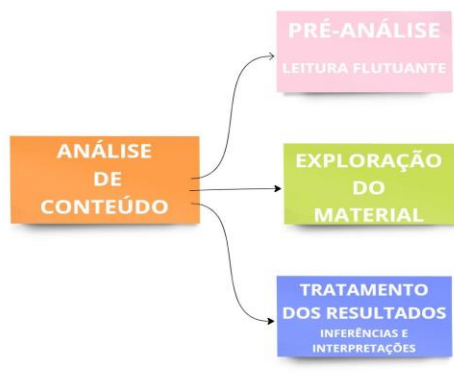 PRÉ-ANÁLISE
LEITURA FLUTUANTE
ANÁLISE
DE
CONTEÚDO
EXPLORAÇÃO
DO
MATERIAL
TRATAMENTO
DOS RESULTADOS
INFERÊNCIAS E
INTERPRETAÇÕES